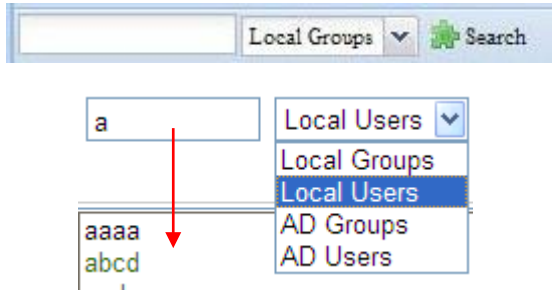 Local Groups Search
a Local Users
Local Groups
Local Users
AD Groups
AD Users
aaaa
abcd